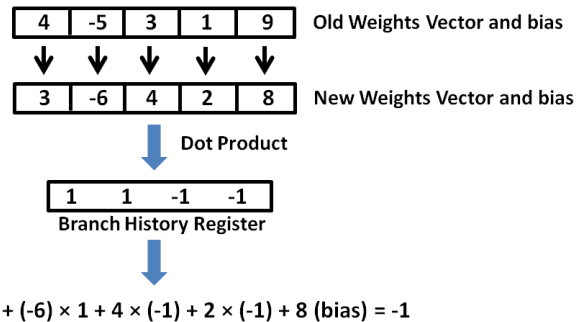 4 -5 3 1 9 Old Weights Vector and bias
3 -6 4 2 8 New Weights Vector and bias
Dot Product
1 1 -1 -1
Branch History Register
+ (-6) × 1 + 4 × (-1) + 2 × (-1) + 8 (bias) = -1